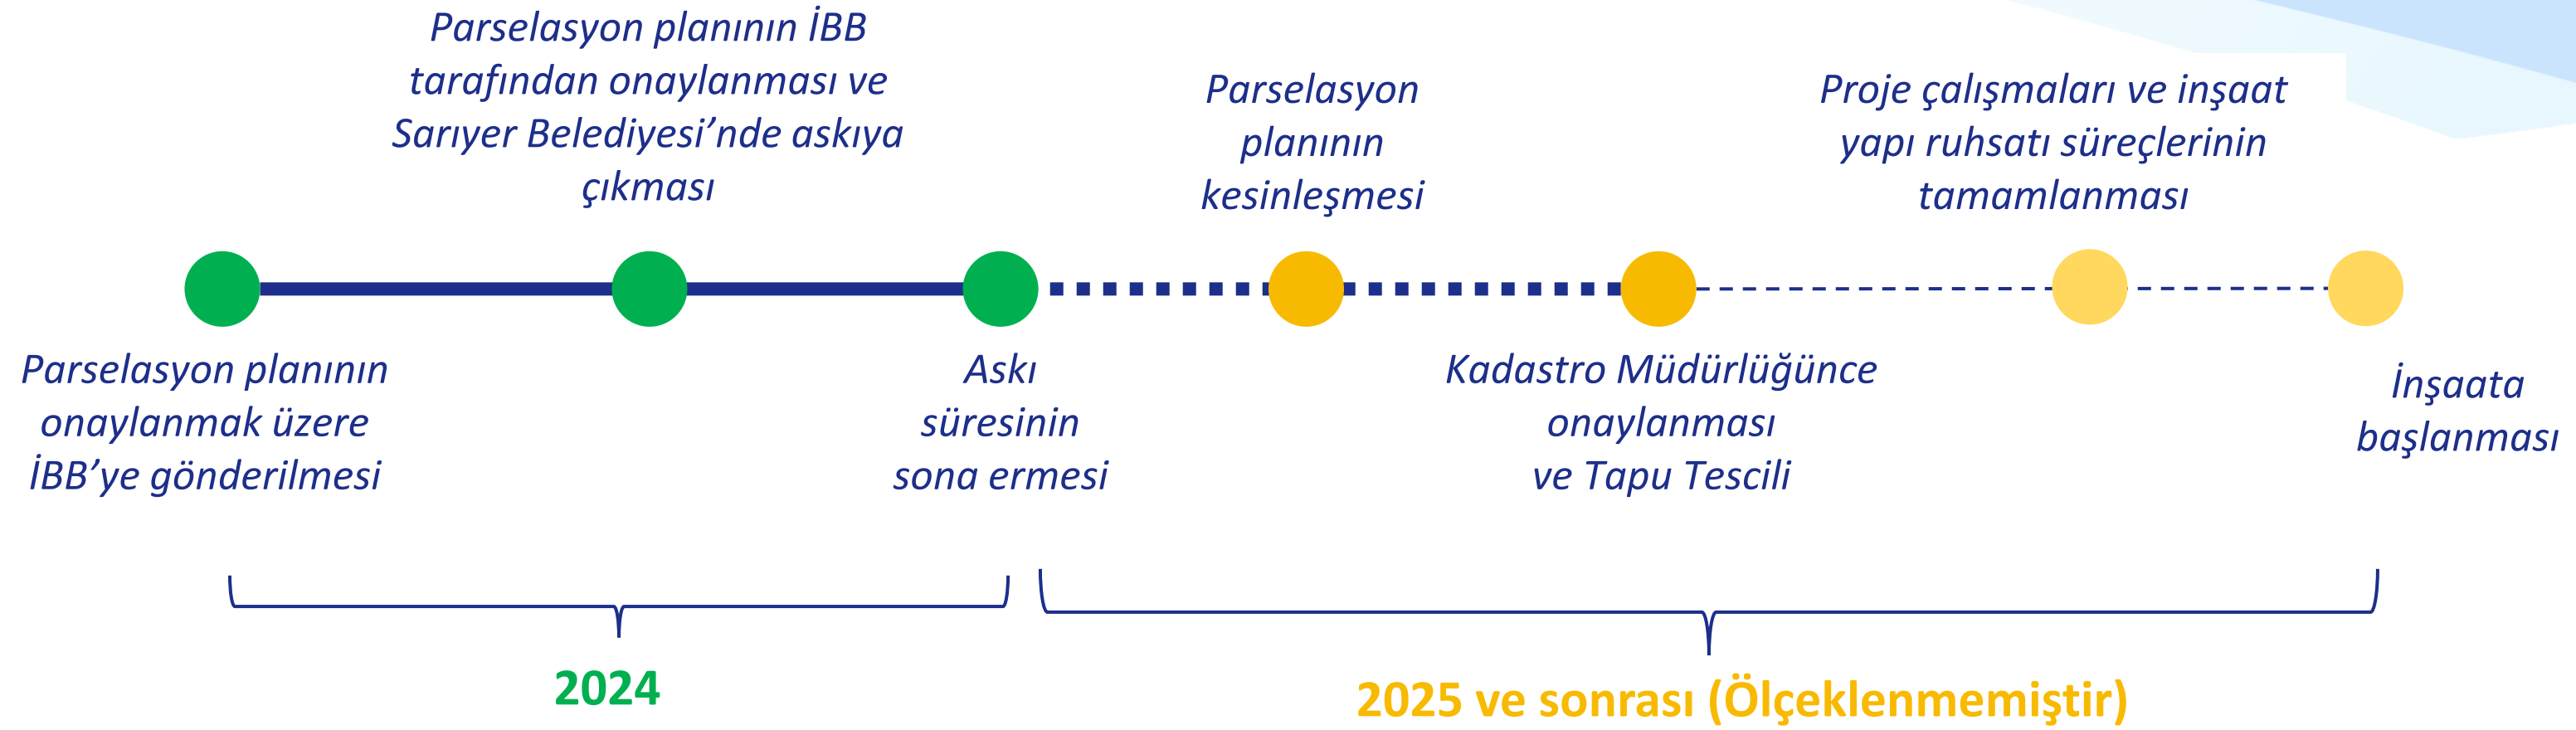 Parselasyon planının İBB
tarafından onaylanması ve
Sarıyer Belediyesi’nde askıya
çıkması
Parselasyon
planının
kesinleşmesi
Proje çalışmaları ve inşaat
yapı ruhsatı süreçlerinin
tamamlanması
Parselasyon planının
onaylanmak üzere
İBB’ye gönderilmesi
Askı
süresinin
sona ermesi
Kadastro Müdürlüğünce
onaylanması
ve Tapu Tescili
İnşaata
başlanması
2024
2025 ve sonrası (Ölçeklenmemiştir)